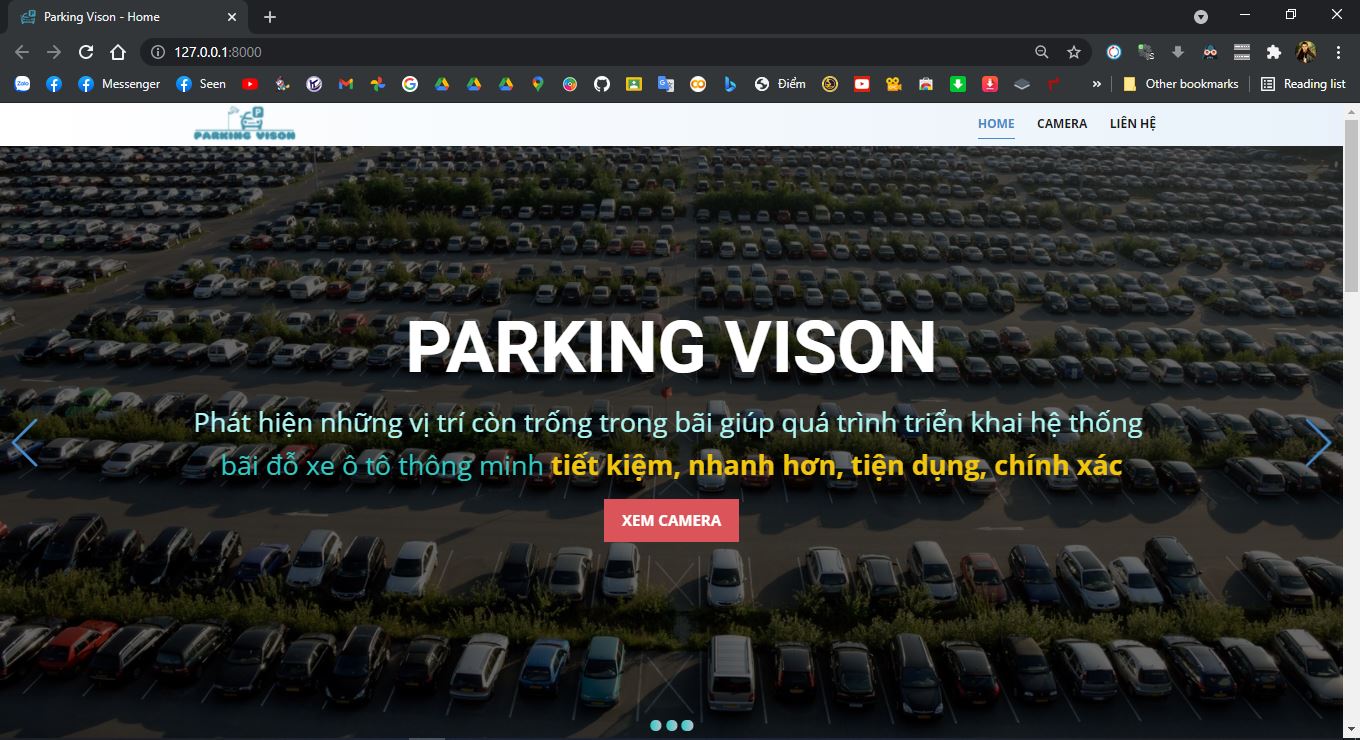 Parking Vison - Home
127.0.0.1:8000
Messenger
Seen
Điểm
Other bookmarks
Reading list
PARKING VISON
HOME
CAMERA
LIÊN HỆ
PARKING VISON
Phát hiện những vị trí còn trống trong bãi giúp quá trình triển khai hệ thống
bãi đỗ xe ô tô thông minh tiết kiệm, nhanh hơn, tiện dụng, chính xác
XEM CAMERA